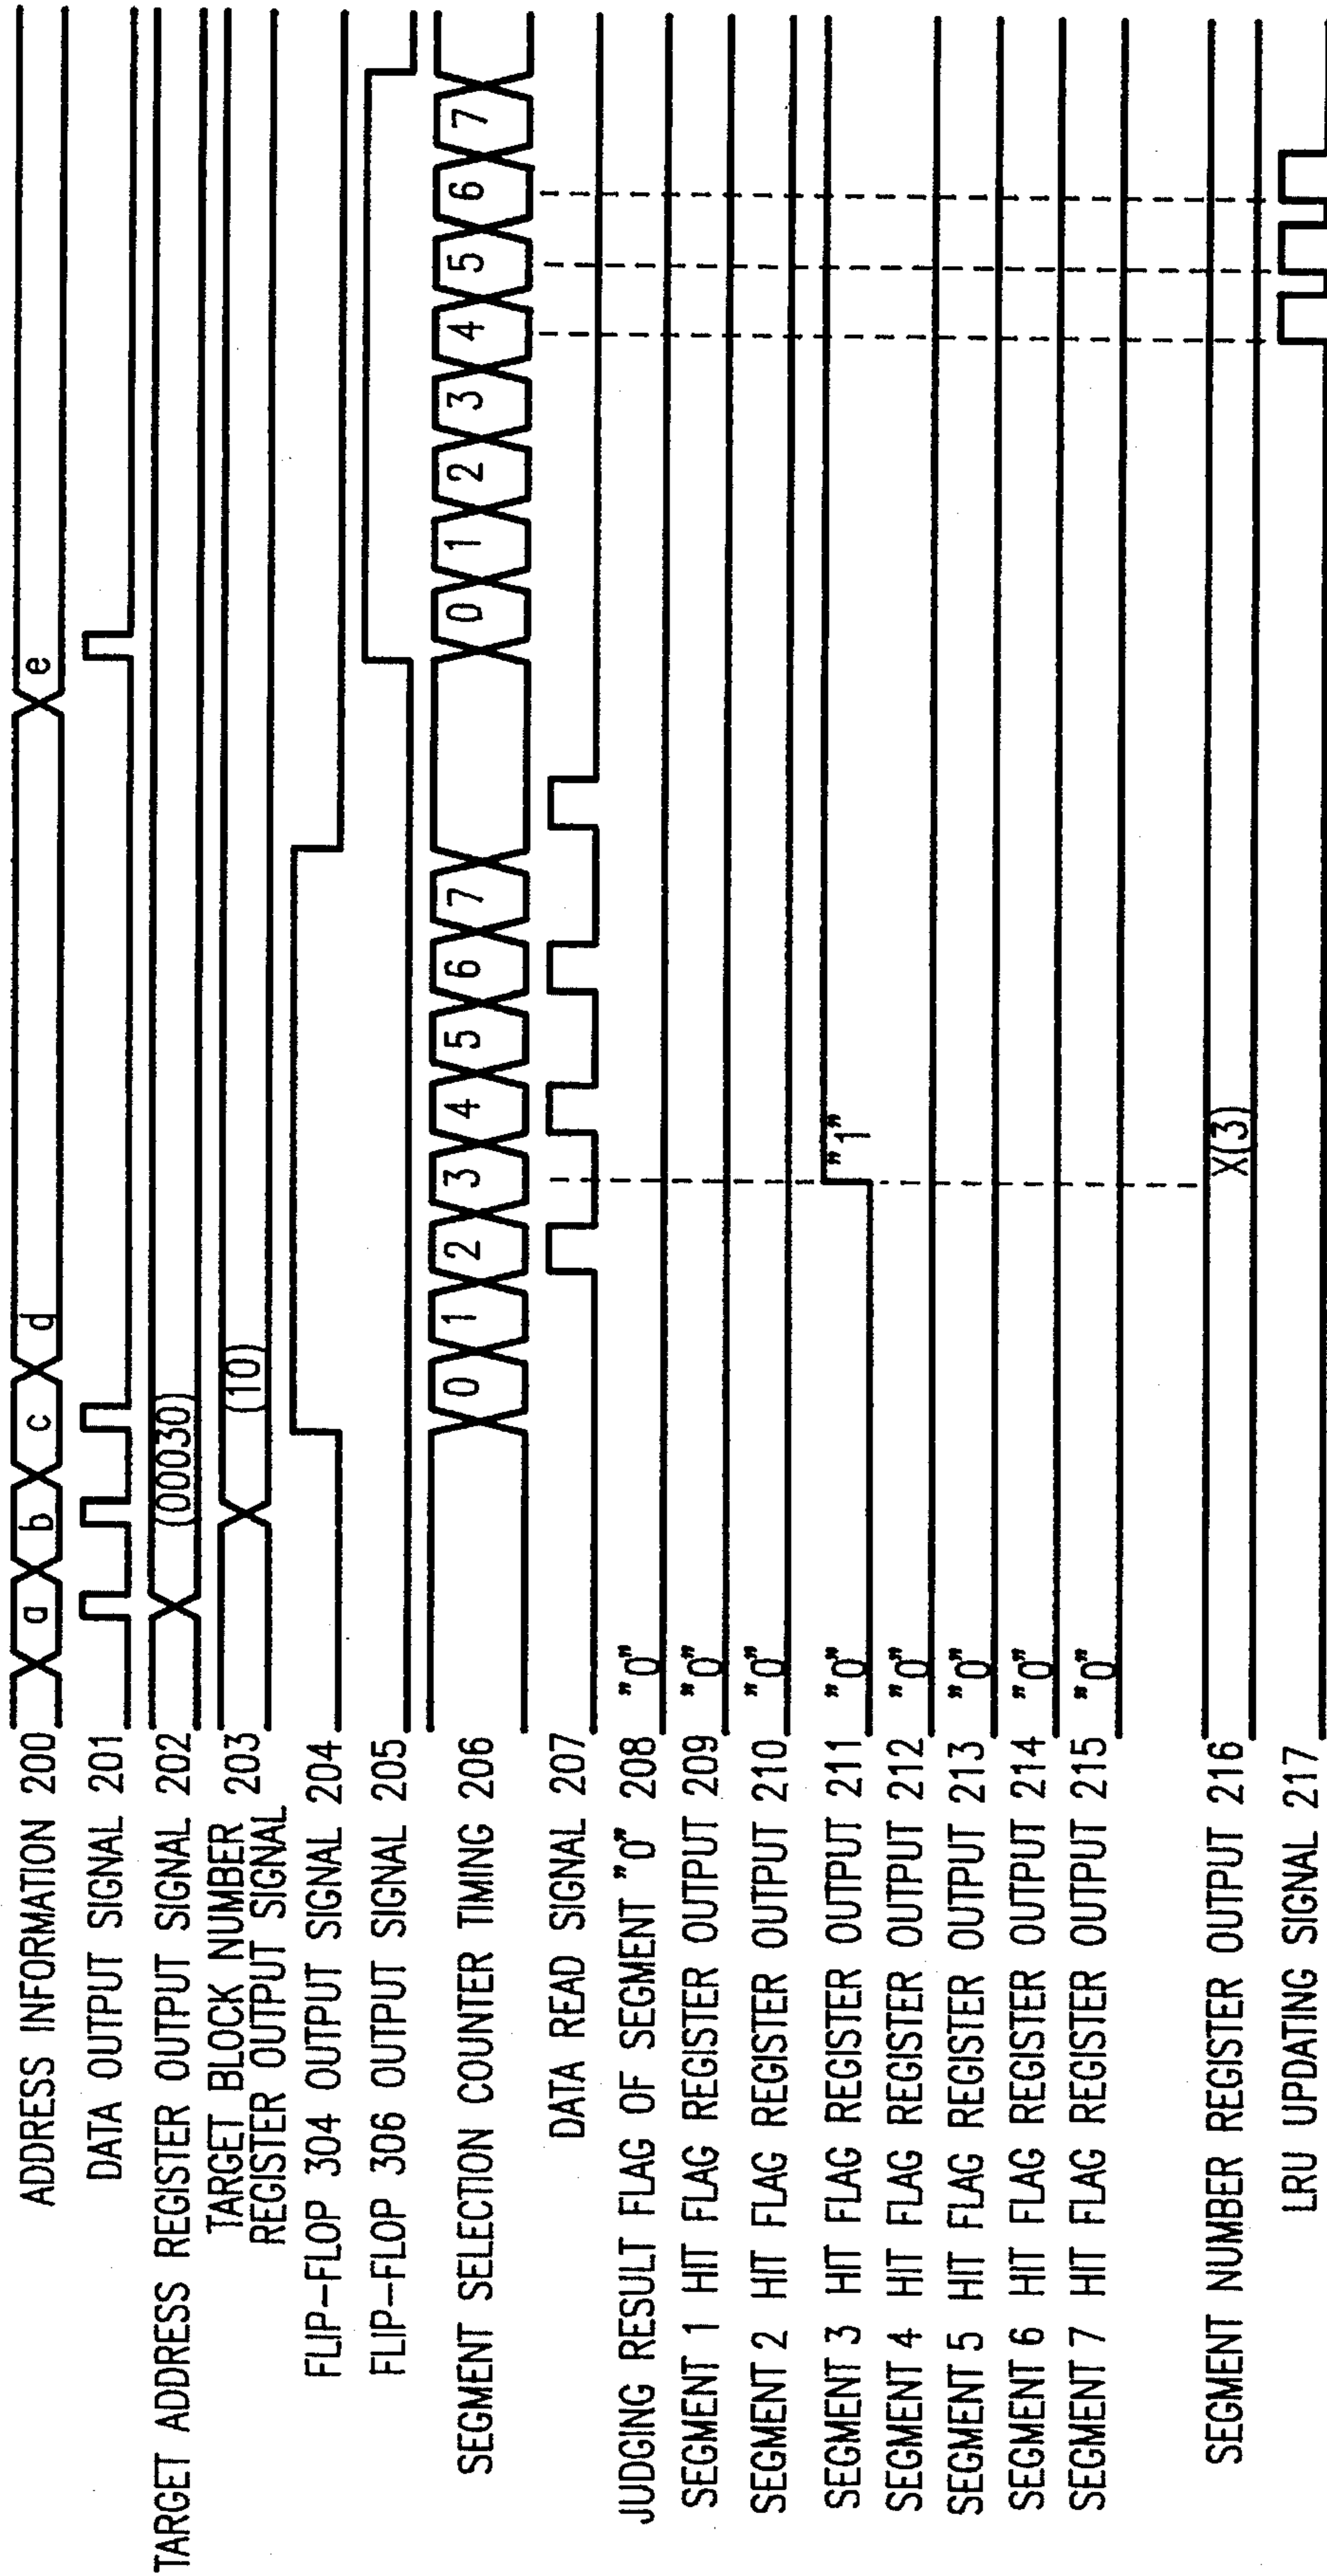 ADDRESS INFORMATION 200 a b c d e
DATA OUTPUT SIGNAL 201
TARGET ADDRESS REGISTER OUTPUT SIGNAL 202 (00030)
TARGET BLOCK NUMBER
REGISTER OUTPUT SIGNAL 203 (10)
FLIP-FLOP 304 OUTPUT SIGNAL 204
FLIP-FLOP 306 OUTPUT SIGNAL 205
SEGMENT SELECTION COUNTER TIMING 206 0 1 2 3 4 5 6 7 0 1 2 3 4 5 6 7
DATA READ SIGNAL 207
JUDGING RESULT FLAG OF SEGMENT "0" 208 "0"
SEGMENT 1 HIT FLAG REGISTER OUTPUT 209 "0"
SEGMENT 2 HIT FLAG REGISTER OUTPUT 210 "0"
SEGMENT 3 HIT FLAG REGISTER OUTPUT 211 "0" "1"
SEGMENT 4 HIT FLAG REGISTER OUTPUT 212 "0"
SEGMENT 5 HIT FLAG REGISTER OUTPUT 213 "0"
SEGMENT 6 HIT FLAG REGISTER OUTPUT 214 "0"
SEGMENT 7 HIT FLAG REGISTER OUTPUT 215 "0"
SEGMENT NUMBER REGISTER OUTPUT 216 X(3)
LRU UPDATING SIGNAL 217